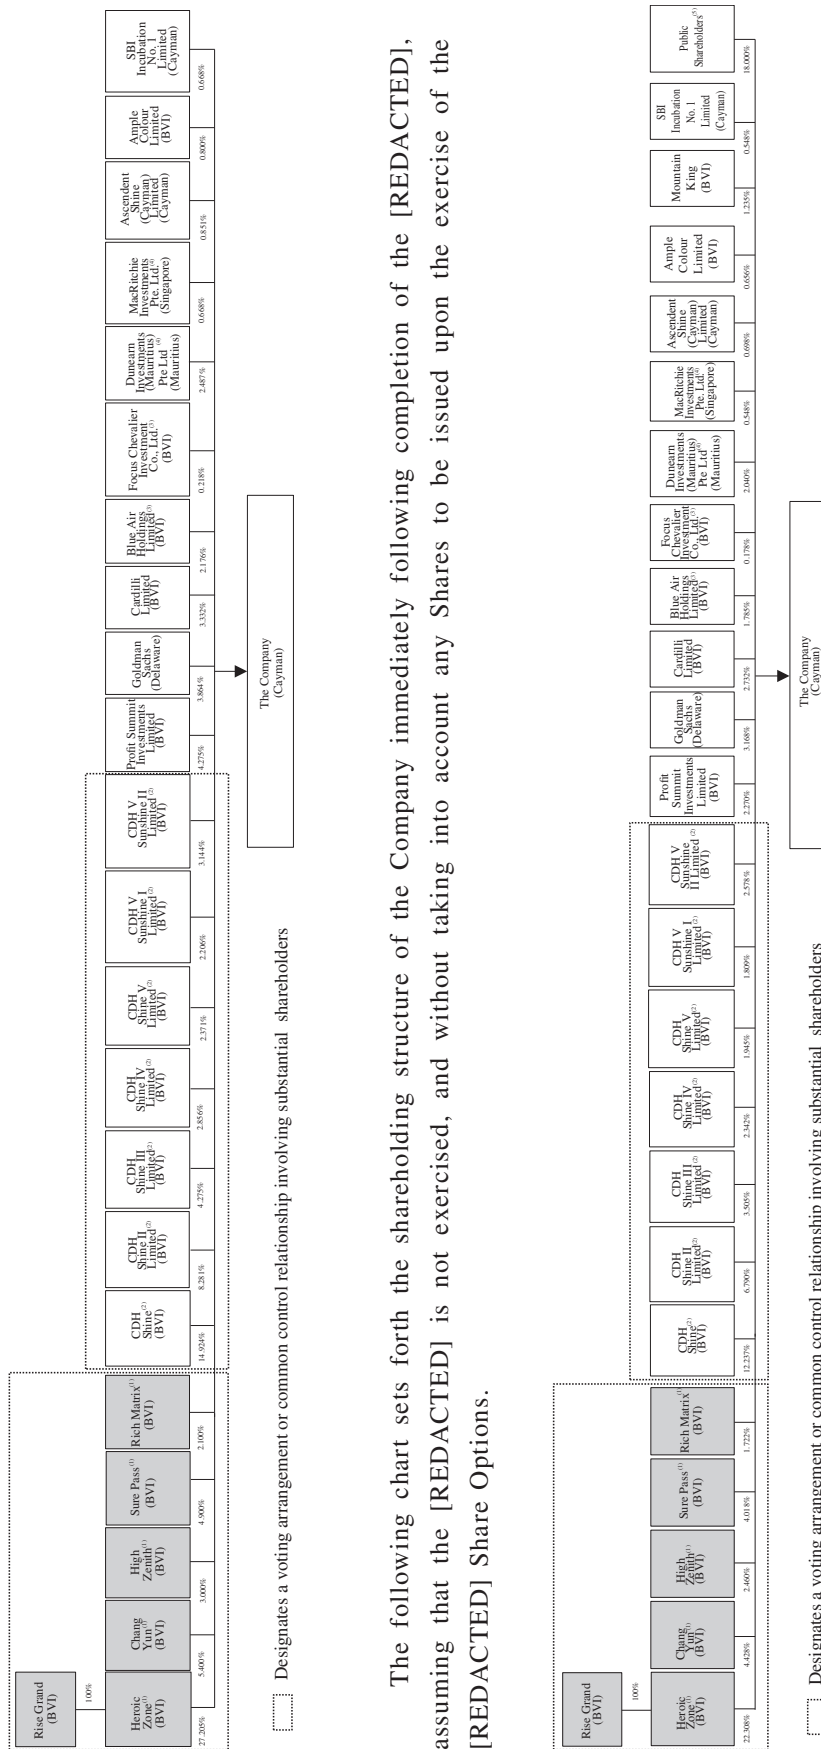 Rise Grand
(BVI)
100%
Heroic
Zone(1)
(BVI)
27.205%
Chang
Yun(1)
(BVI)
5.400%
High
Zenith(1)
(BVI)
3.000%
Sure Pass(1)
(BVI)
4.900%
Rich Matrix(1)
(BVI)
2.100%
CDH
Shine(2)
(BVI)
14.924%
CDH
Shine II
Limited(2)
(BVI)
8.281%
CDH
Shine III
Limited(2)
(BVI)
4.275%
CDH
Shine IV
Limited(2)
(BVI)
2.856%
CDH
Shine V
Limited(2)
(BVI)
2.371%
CDH V
Sunshine I
Limited(2)
(BVI)
2.206%
CDH V
Sunshine II
Limited(2)
(BVI)
3.144%
Profit Summit
Investments
Limited
(BVI)
4.275%
Goldman
Sachs
(Delaware)
3.864%
Cardilli
Limited
(BVI)
3.332%
Blue Air
Holdings
Limited(3)
(BVI)
2.176%
Focus Chevalier
Investment
Co., Ltd.(3)
(BVI)
0.218%
Dunearn
Investments
(Mauritius)
Pte Ltd(4)
(Mauritius)
2.487%
MacRitchie
Investments
Pte. Ltd.(4)
(Singapore)
0.668%
Ascendent
Shine
(Cayman)
Limited
(Cayman)
0.851%
Ample
Colour
Limited
(BVI)
0.800%
SBI
Incubation
No. 1
Limited
(Cayman)
0.668%
The Company
(Cayman)
Designates a voting arrangement or common control relationship involving substantial shareholders
The following chart sets forth the shareholding structure of the Company immediately following completion of the [REDACTED],
assuming that the [REDACTED] is not exercised, and without taking into account any Shares to be issued upon the exercise of the
[REDACTED] Share Options.
Rise Grand
(BVI)
100%
Heroic
Zone(1)
(BVI)
22.308%
Chang
Yun(1)
(BVI)
4.428%
High
Zenith(1)
(BVI)
2.460%
Sure Pass(1)
(BVI)
4.018%
Rich Matrix(1)
(BVI)
1.722%
CDH
Shine(2)
(BVI)
12.237%
CDH
Shine II
Limited(2)
(BVI)
6.790%
CDH
Shine III
Limited(2)
(BVI)
3.505%
CDH
Shine IV
Limited(2)
(BVI)
2.342%
CDH
Shine V
Limited(2)
(BVI)
1.945%
CDH V
Sunshine I
Limited(2)
(BVI)
1.809%
CDH V
Sunshine
II Limited(2)
(BVI)
2.578%
Profit
Summit
Investments
Limited
(BVI)
2.270%
Goldman
Sachs
(Delaware)
3.168%
Cardilli
Limited
(BVI)
2.732%
Blue Air
Holdings
Limited(3)
(BVI)
1.785%
Focus
Chevalier
Investment
Co., Ltd.(3)
(BVI)
0.178%
Dunearn
Investments
(Mauritius)
Pte Ltd(4)
(Mauritius)
2.040%
MacRitchie
Investments
Pte. Ltd.(4)
(Singapore)
0.548%
Ascendent
Shine
(Cayman)
Limited
(Cayman)
0.698%
Ample
Colour
Limited
(BVI)
0.656%
Mountain
King
(BVI)
1.235%
SBI
Incubation
No. 1
Limited
(Cayman)
0.548%
Public
Shareholders(5)
18.000%
The Company
(Cayman)
Designates a voting arrangement or common control relationship involving substantial shareholders